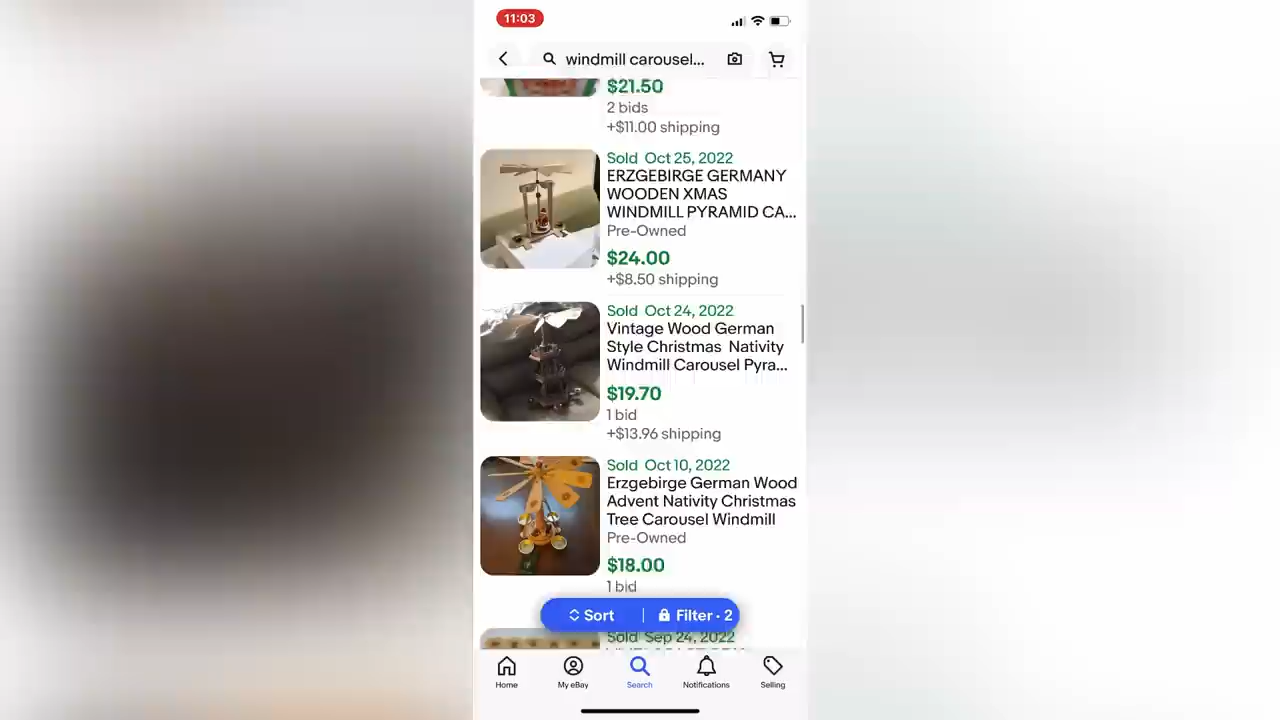 11:03
windmill carousel...
$21.50
2 bids
+$11.00 shipping
Sold Oct 25, 2022
ERZGEBIRGE GERMANY
WOODEN XMAS
WINDMILL PYRAMID CA...
Pre-Owned
$24.00
+$8.50 shipping
Sold Oct 24, 2022
Vintage Wood German
Style Christmas Nativity
Windmill Carousel Pyra...
$19.70
1 bid
+$13.96 shipping
Sold Oct 10, 2022
Erzgebirge German Wood
Advent Nativity Christmas
Tree Carousel Windmill
Pre-Owned
$18.00
1 bid
Sort | Filter · 2
Sold Sep 24, 2022
Home My eBay Search Notifications Selling